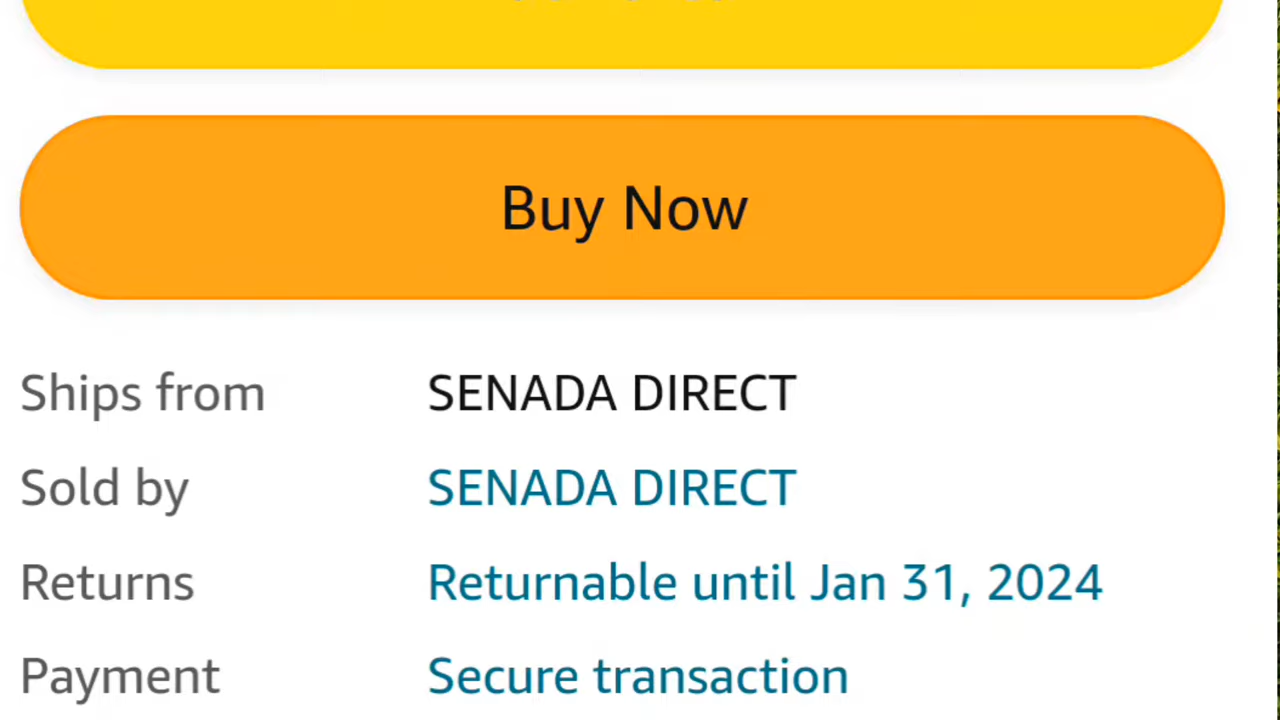 Buy Now
Ships from SENADA DIRECT
Sold by SENADA DIRECT
Returns Returnable until Jan 31, 2024
Payment Secure transaction